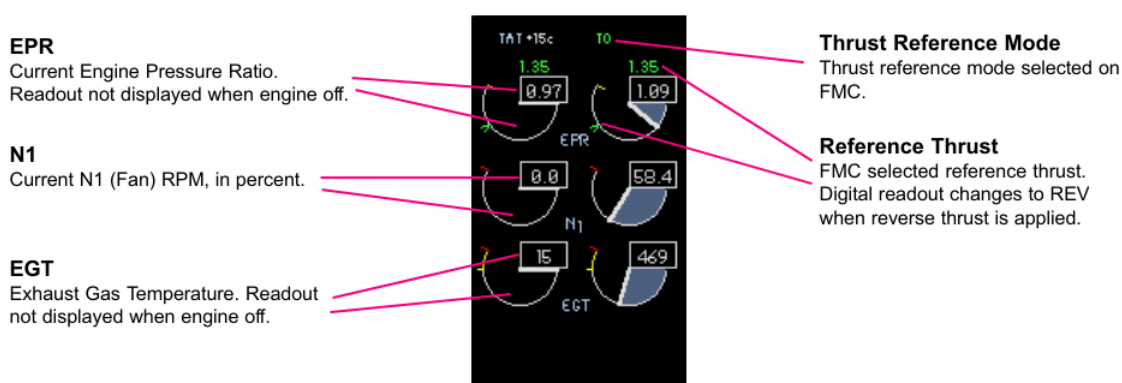 EPR
Current Engine Pressure Ratio.
Readout not displayed when engine off.
N1
Current N1 (Fan) RPM, in percent.
EGT
Exhaust Gas Temperature. Readout
not displayed when engine off.
TAT +15c TO
1.35 1.35
0.97 1.09
EPR
0.0 58.4
N1
15 469
EGT
Thrust Reference Mode
Thrust reference mode selected on
FMC.
Reference Thrust
FMC selected reference thrust.
Digital readout changes to REV
when reverse thrust is applied.